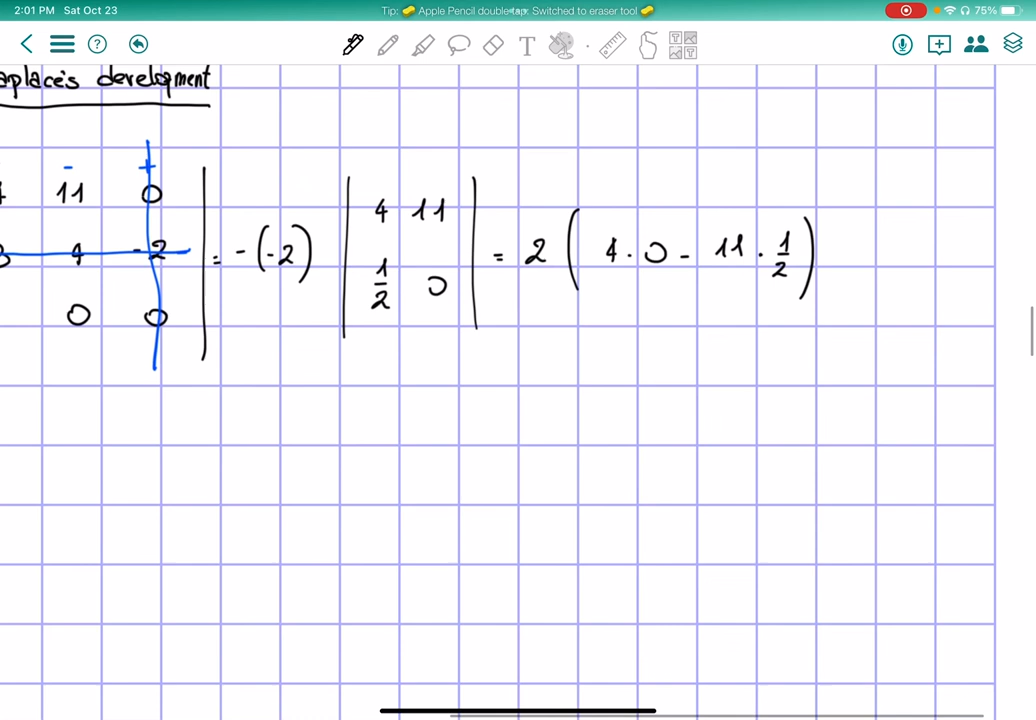 2:01 PM Sat Oct 23
Tip: 🧽 Apple Pencil double-tap: Switched to eraser tool 🧽
75%
aplace's development
- +
11 0
4 -2 = - (-2) | 4 11 | = 2 ( 4 · 0 - 11 · 1/2 )
| 1/2 0 |
0 0